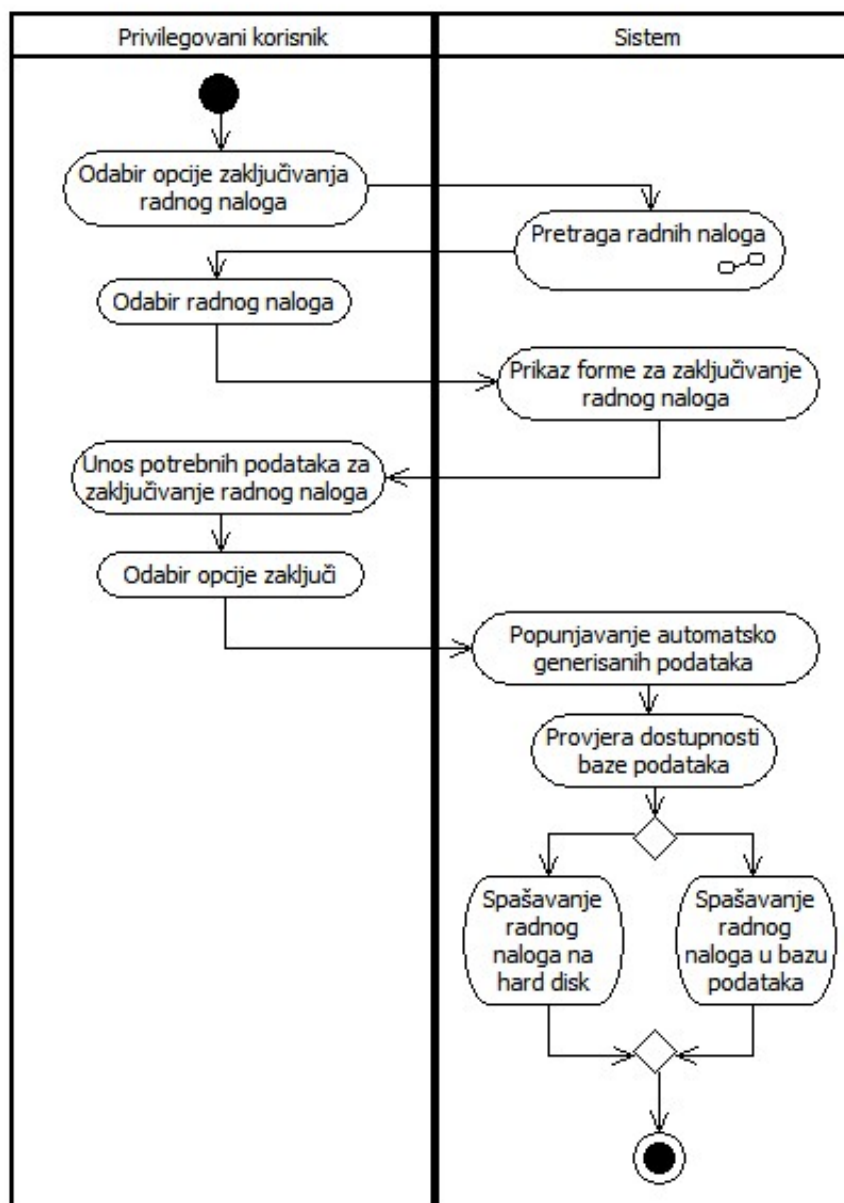 Privilegovani korisnik
Sistem
Odabir opcije zaključivanja
radnog naloga
Pretraga radnih naloga
Odabir radnog naloga
Prikaz forme za zaključivanje
radnog naloga
Unos potrebnih podataka za
zaključivanje radnog naloga
Odabir opcije zaključi
Popunjavanje automatsko
generisanih podataka
Provjera dostupnosti
baze podataka
Spašavanje
radnog
naloga na
hard disk
Spašavanje
radnog
naloga u bazu
podataka